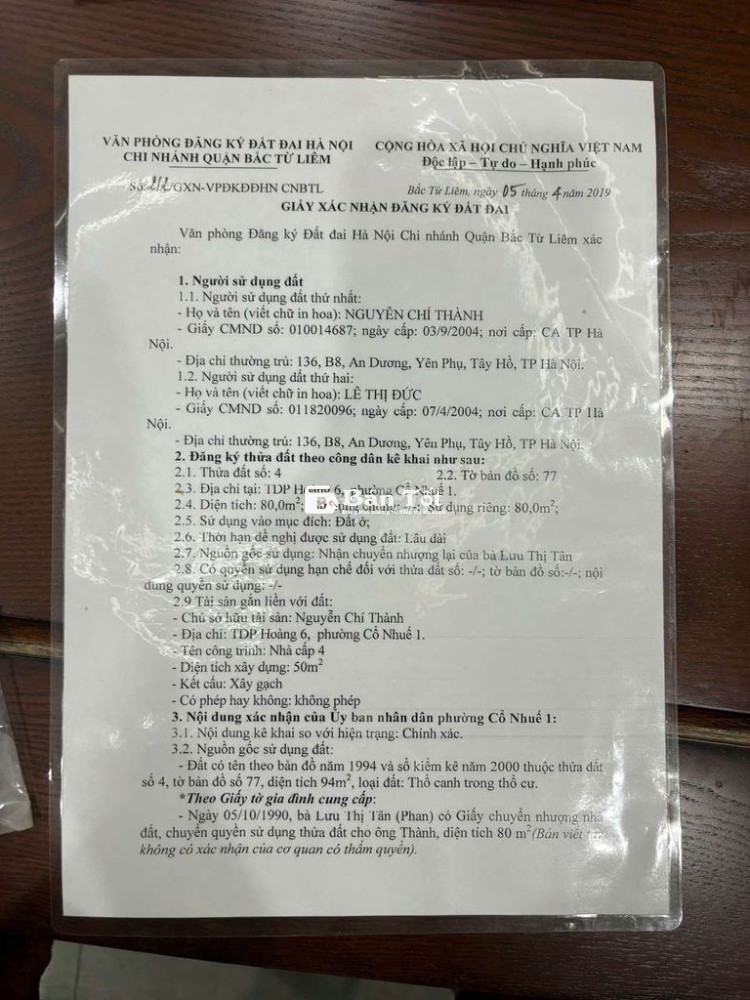 VĂN PHÒNG ĐĂNG KÝ ĐẤT ĐAI HÀ NỘI
CHI NHÁNH QUẬN BẮC TỪ LIÊM
CỘNG HÒA XÃ HỘI CHỦ NGHĨA VIỆT NAM
Độc lập – Tự do – Hạnh phúc
Số: /GXN-VPĐKĐĐHN CNBTL
Bắc Từ Liêm, ngày 05 tháng 4 năm 2019
GIẤY XÁC NHẬN ĐĂNG KÝ ĐẤT ĐAI
Văn phòng Đăng ký Đất đai Hà Nội Chi nhánh Quận Bắc Từ Liêm xác
nhận:
1. Người sử dụng đất
1.1. Người sử dụng đất thứ nhất:
- Họ và tên (viết chữ in hoa): NGUYỄN CHÍ THÀNH
- Giấy CMND số: 010014687; ngày cấp: 03/9/2004; nơi cấp: CA TP Hà
Nội.
- Địa chỉ thường trú: 136, B8, An Dương, Yên Phụ, Tây Hồ, TP Hà Nội.
1.2. Người sử dụng đất thứ hai:
- Họ và tên (viết chữ in hoa): LÊ THỊ ĐỨC
- Giấy CMND số: 011820096; ngày cấp: 07/4/2004; nơi cấp: CA TP Hà
Nội.
- Địa chỉ thường trú: 136, B8, An Dương, Yên Phụ, Tây Hồ, TP Hà Nội.
2. Đăng ký thửa đất theo công dân kê khai như sau:
2.1. Thửa đất số: 4 2.2. Tờ bản đồ số: 77
2.3. Địa chỉ tại: TDP Hoàng 6, phường Cổ Nhuế 1.
2.4. Diện tích: 80,0m²; dụng chung: -/-; Sử dụng riêng: 80,0m²;
Bán Tôi
2.5. Sử dụng vào mục đích: Đất ở;
2.6. Thời hạn đề nghị được sử dụng đất: Lâu dài
2.7. Nguồn gốc sử dụng: Nhận chuyển nhượng lại của bà Lưu Thị Tân
2.8. Có quyền sử dụng hạn chế đối với thửa đất số: -/-; tờ bản đồ số:-/-; nội
dung quyền sử dụng: -/-
2.9 Tài sản gắn liền với đất:
- Chủ sở hữu tài sản: Nguyễn Chí Thành
- Địa chỉ: TDP Hoàng 6, phường Cổ Nhuế 1.
- Tên công trình: Nhà cấp 4
- Diện tích xây dựng: 50m²
- Kết cấu: Xây gạch
- Có phép hay không: không phép
3. Nội dung xác nhận của Ủy ban nhân dân phường Cổ Nhuế 1:
3.1. Nội dung kê khai so với hiện trạng: Chính xác.
3.2. Nguồn gốc sử dụng đất:
- Đất có tên theo bản đồ năm 1994 và sổ kiểm kê năm 2000 thuộc thửa đất
số 4, tờ bản đồ số 77, diện tích 94m², loại đất: Thổ canh trong thổ cư.
*Theo Giấy tờ gia đình cung cấp:
- Ngày 05/10/1990, bà Lưu Thị Tân (Phan) có Giấy chuyển nhượng nhà
đất, chuyển quyền sử dụng thửa đất cho ông Thành, diện tích 80 m² (Bản viết
không có xác nhận của cơ quan có thẩm quyền).